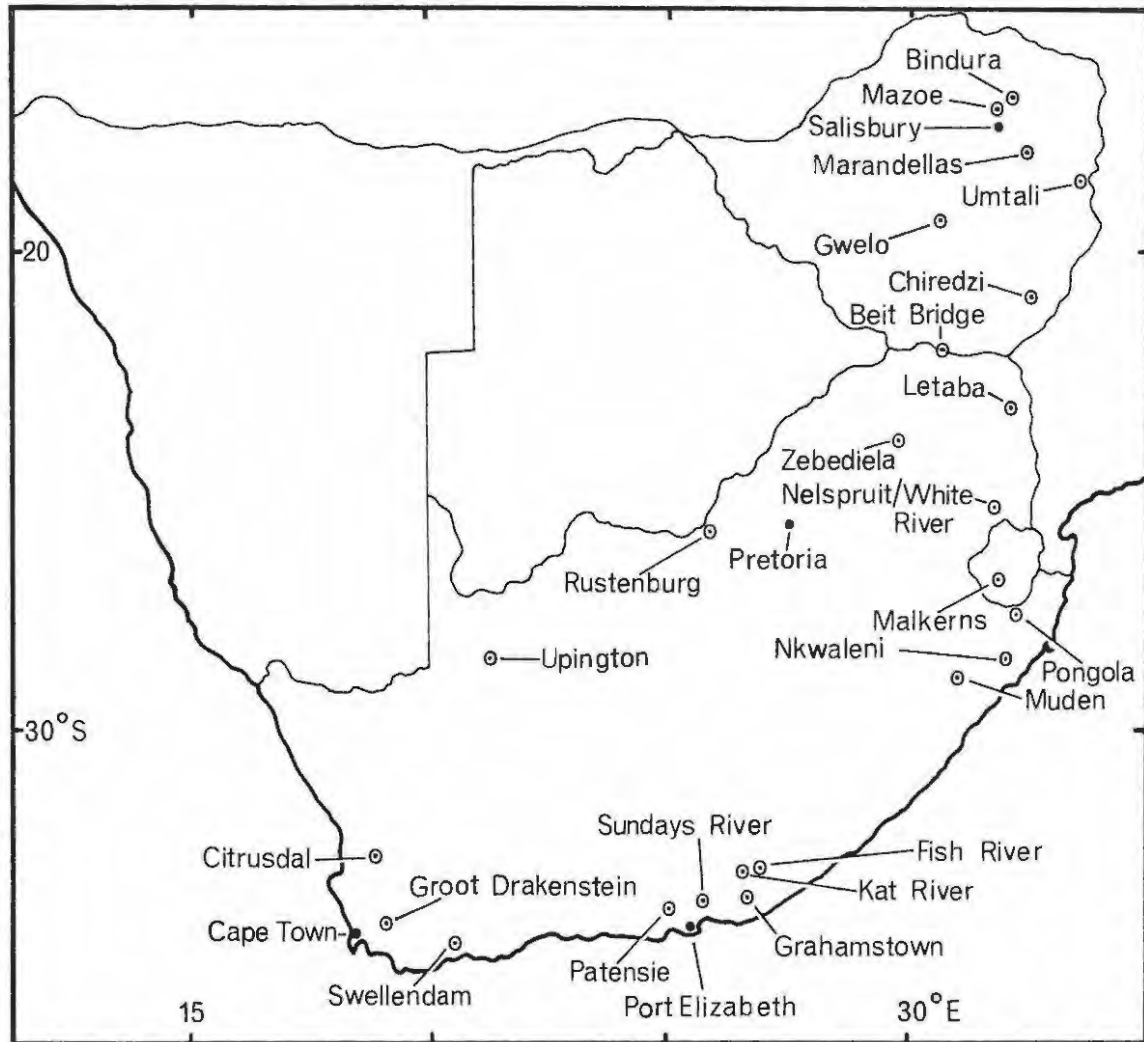 Bindura
Mazoe
Salisbury
Marandellas
Umtali
20
Gwelo
Chiredzi
Beit Bridge
Letaba
Zebediela
Nelspruit/White
River
Pretoria
Rustenburg
Malkerns
Nkwaleni
Upington
Pongola
Muden
30°S
Sundays River
Citrusdal
Fish River
Groot Drakenstein
Kat River
Cape Town
Grahamstown
Patensie
Swellendam
Port Elizabeth
15
30°E